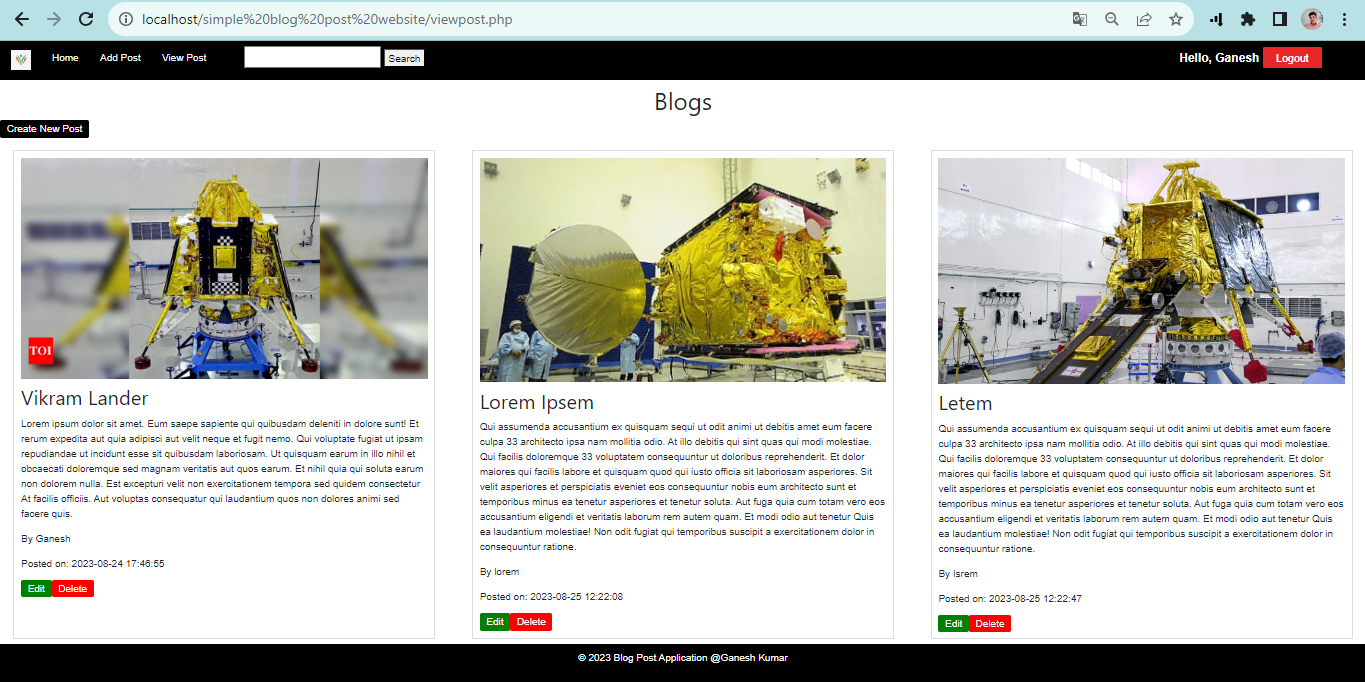 localhost/simple%20blog%20post%20website/viewpost.php
Home Add Post View Post Search Hello, Ganesh Logout
Blogs
Create New Post
TOI
Vikram Lander
Lorem ipsum dolor sit amet. Eum saepe sapiente qui quibusdam deleniti in dolore sunt! Et
rerum expedita aut quia adipisci aut velit neque et fugit nemo. Qui voluptate fugiat ut ipsam
repudiandae ut incidunt esse sit quibusdam laboriosam. Ut quisquam earum in illo nihil et
obcaecati doloremque sed magnam veritatis aut quos earum. Et nihil quia qui soluta earum
non dolorem nulla. Est excepturi velit non exercitationem tempora sed quidem consectetur
At facilis officiis. Aut voluptas consequatur qui laudantium quos non dolores animi sed
facere quis.
By Ganesh
Posted on: 2023-08-24 17:46:55
Edit Delete
Lorem Ipsem
Qui assumenda accusantium ex quisquam sequi ut odit animi ut debitis amet eum facere
culpa 33 architecto ipsa nam mollitia odio. At illo debitis qui sint quas qui modi molestiae.
Qui facilis doloremque 33 voluptatem consequuntur ut doloribus reprehenderit. Et dolor
maiores qui facilis labore et quisquam quod qui iusto officia sit laboriosam asperiores. Sit
velit asperiores et perspiciatis eveniet eos consequuntur nobis eum architecto sunt et
temporibus minus ea tenetur asperiores et tenetur soluta. Aut fuga quia cum totam vero eos
accusantium eligendi et veritatis laborum rem autem quam. Et modi odio aut tenetur Quis
ea laudantium molestiae! Non odit fugiat qui temporibus suscipit a exercitationem dolor in
consequuntur ratione.
By lorem
Posted on: 2023-08-25 12:22:08
Edit Delete
Letem
Qui assumenda accusantium ex quisquam sequi ut odit animi ut debitis amet eum facere
culpa 33 architecto ipsa nam mollitia odio. At illo debitis qui sint quas qui modi molestiae.
Qui facilis doloremque 33 voluptatem consequuntur ut doloribus reprehenderit. Et dolor
maiores qui facilis labore et quisquam quod qui iusto officia sit laboriosam asperiores. Sit
velit asperiores et perspiciatis eveniet eos consequuntur nobis eum architecto sunt et
temporibus minus ea tenetur asperiores et tenetur soluta. Aut fuga quia cum totam vero eos
accusantium eligendi et veritatis laborum rem autem quam. Et modi odio aut tenetur Quis
ea laudantium molestiae! Non odit fugiat qui temporibus suscipit a exercitationem dolor in
consequuntur ratione.
By lsrem
Posted on: 2023-08-25 12:22:47
Edit Delete
© 2023 Blog Post Application @Ganesh Kumar